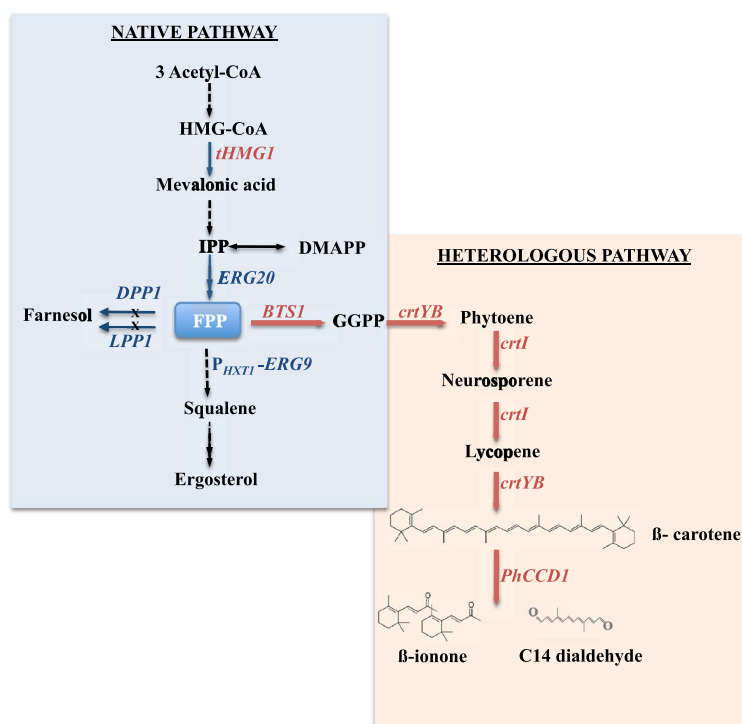 NATIVE PATHWAY
3 Acetyl-CoA
HMG-CoA
tHMG1
Mevalonic acid
IPP
DMAPP
ERG20
DPP1
Farnesol
x
x
LPP1
FPP
BTS1
GGPP
P HXT1 -ERG9
Squalene
Ergosterol
HETEROLOGOUS PATHWAY
crtYB
Phytoene
crtI
Neurosporene
crtI
Lycopene
crtYB
ß- carotene
PhCCD1
O
O
O
O
ß-ionone
C14 dialdehyde